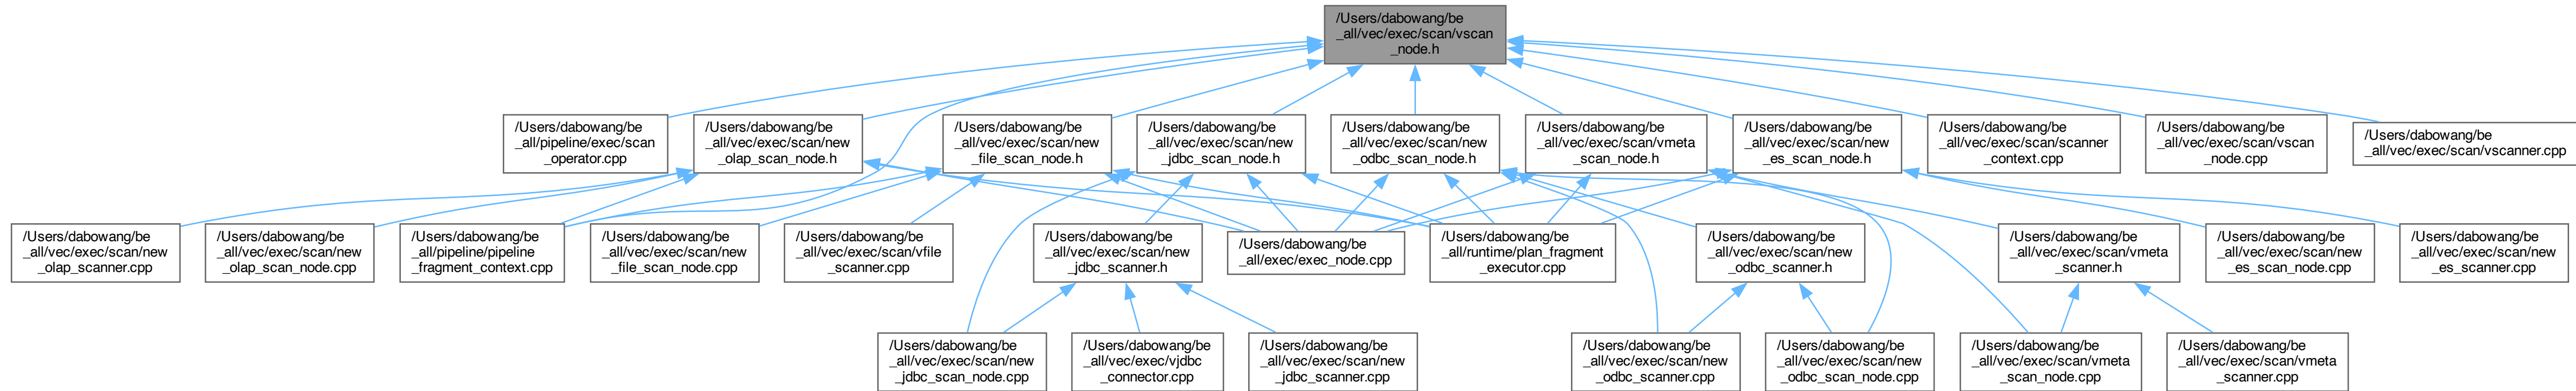 /Users/dabowang/be
_all/vec/exec/scan/vscan
_node.h
/Users/dabowang/be
_all/pipeline/exec/scan
_operator.cpp
/Users/dabowang/be
_all/vec/exec/scan/new
_olap_scan_node.h
/Users/dabowang/be
_all/vec/exec/scan/new
_file_scan_node.h
/Users/dabowang/be
_all/vec/exec/scan/new
_jdbc_scan_node.h
/Users/dabowang/be
_all/vec/exec/scan/new
_odbc_scan_node.h
/Users/dabowang/be
_all/vec/exec/scan/vmeta
_scan_node.h
/Users/dabowang/be
_all/vec/exec/scan/new
_es_scan_node.h
/Users/dabowang/be
_all/vec/exec/scan/scanner
_context.cpp
/Users/dabowang/be
_all/vec/exec/scan/vscan
_node.cpp
/Users/dabowang/be
_all/vec/exec/scan/vscanner.cpp
/Users/dabowang/be
_all/vec/exec/scan/new
_olap_scanner.cpp
/Users/dabowang/be
_all/vec/exec/scan/new
_olap_scan_node.cpp
/Users/dabowang/be
_all/pipeline/pipeline
_fragment_context.cpp
/Users/dabowang/be
_all/vec/exec/scan/new
_file_scan_node.cpp
/Users/dabowang/be
_all/vec/exec/scan/vfile
_scanner.cpp
/Users/dabowang/be
_all/vec/exec/scan/new
_jdbc_scanner.h
/Users/dabowang/be
_all/exec/exec_node.cpp
/Users/dabowang/be
_all/runtime/plan_fragment
_executor.cpp
/Users/dabowang/be
_all/vec/exec/scan/new
_odbc_scanner.h
/Users/dabowang/be
_all/vec/exec/scan/vmeta
_scanner.h
/Users/dabowang/be
_all/vec/exec/scan/new
_es_scan_node.cpp
/Users/dabowang/be
_all/vec/exec/scan/new
_es_scanner.cpp
/Users/dabowang/be
_all/vec/exec/scan/new
_jdbc_scan_node.cpp
/Users/dabowang/be
_all/vec/exec/vjdbc
_connector.cpp
/Users/dabowang/be
_all/vec/exec/scan/new
_jdbc_scanner.cpp
/Users/dabowang/be
_all/vec/exec/scan/new
_odbc_scanner.cpp
/Users/dabowang/be
_all/vec/exec/scan/new
_odbc_scan_node.cpp
/Users/dabowang/be
_all/vec/exec/scan/vmeta
_scan_node.cpp
/Users/dabowang/be
_all/vec/exec/scan/vmeta
_scanner.cpp